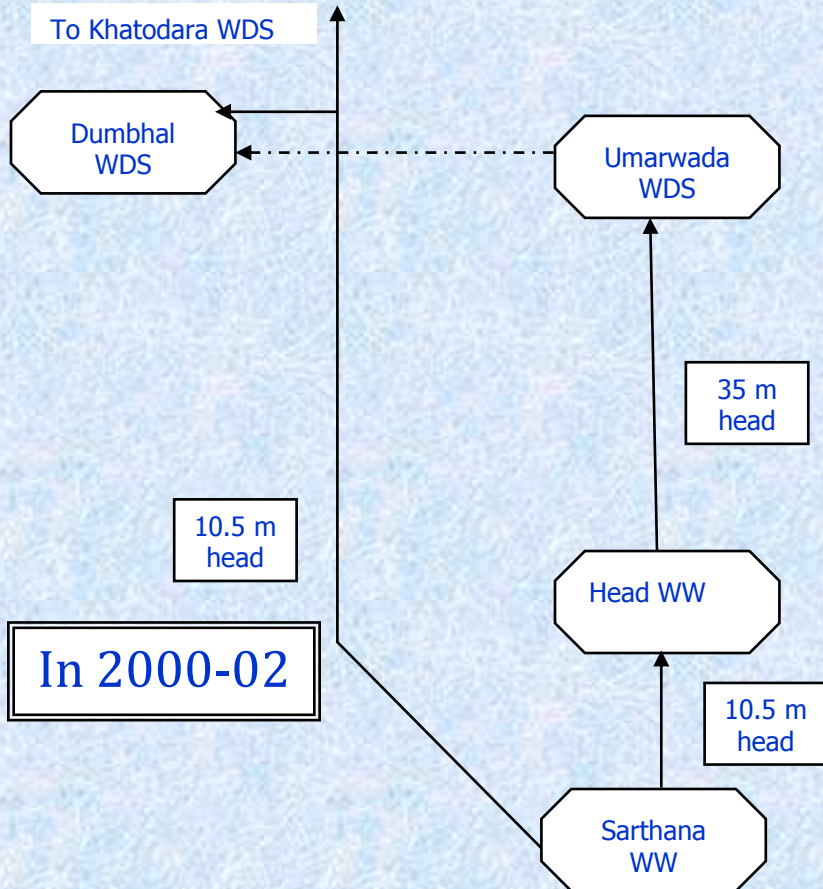 To Khatodara WDS
Dumbhal
WDS
Umarwada
WDS
35 m
head
10.5 m
head
Head WW
In 2000-02
10.5 m
head
Sarthana
WW